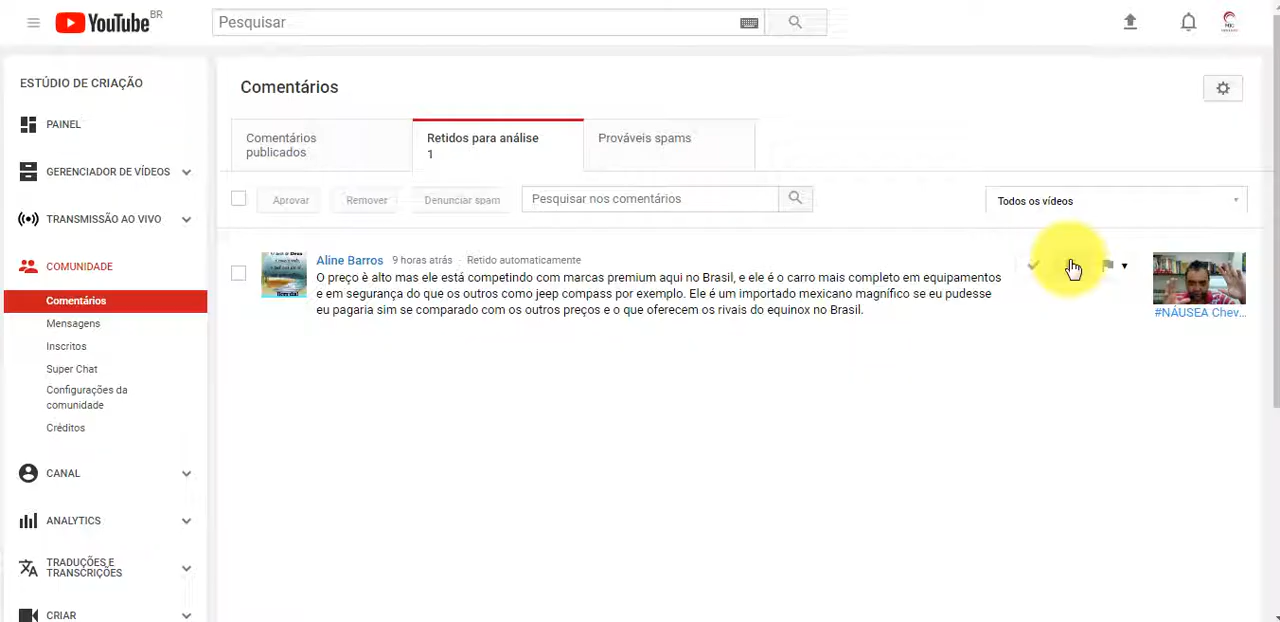 YouTube BR
Pesquisar
ESTÚDIO DE CRIAÇÃO
PAINEL
GERENCIADOR DE VÍDEOS
TRANSMISSÃO AO VIVO
COMUNIDADE
Comentários
Mensagens
Inscritos
Super Chat
Configurações da
comunidade
Créditos
CANAL
ANALYTICS
TRADUÇÕES E
TRANSCRIÇÕES
CRIAR
Comentários
Comentários
publicados
Retidos para análise
1
Prováveis spams
Aprovar
Remover
Denunciar spam
Pesquisar nos comentários
Todos os vídeos
Aline Barros 9 horas atrás · Retido automaticamente
O preço è alto mas ele está competindo com marcas premium aqui no Brasil, e ele é o carro mais completo em equipamentos
e em segurança do que os outros como jeep compass por exemplo. Ele é um importado mexicano magnífico se eu pudesse
eu pagaria sim se comparado com os outros preços e o que oferecem os rivais do equinox no Brasil.
#NAUSEA Chev...